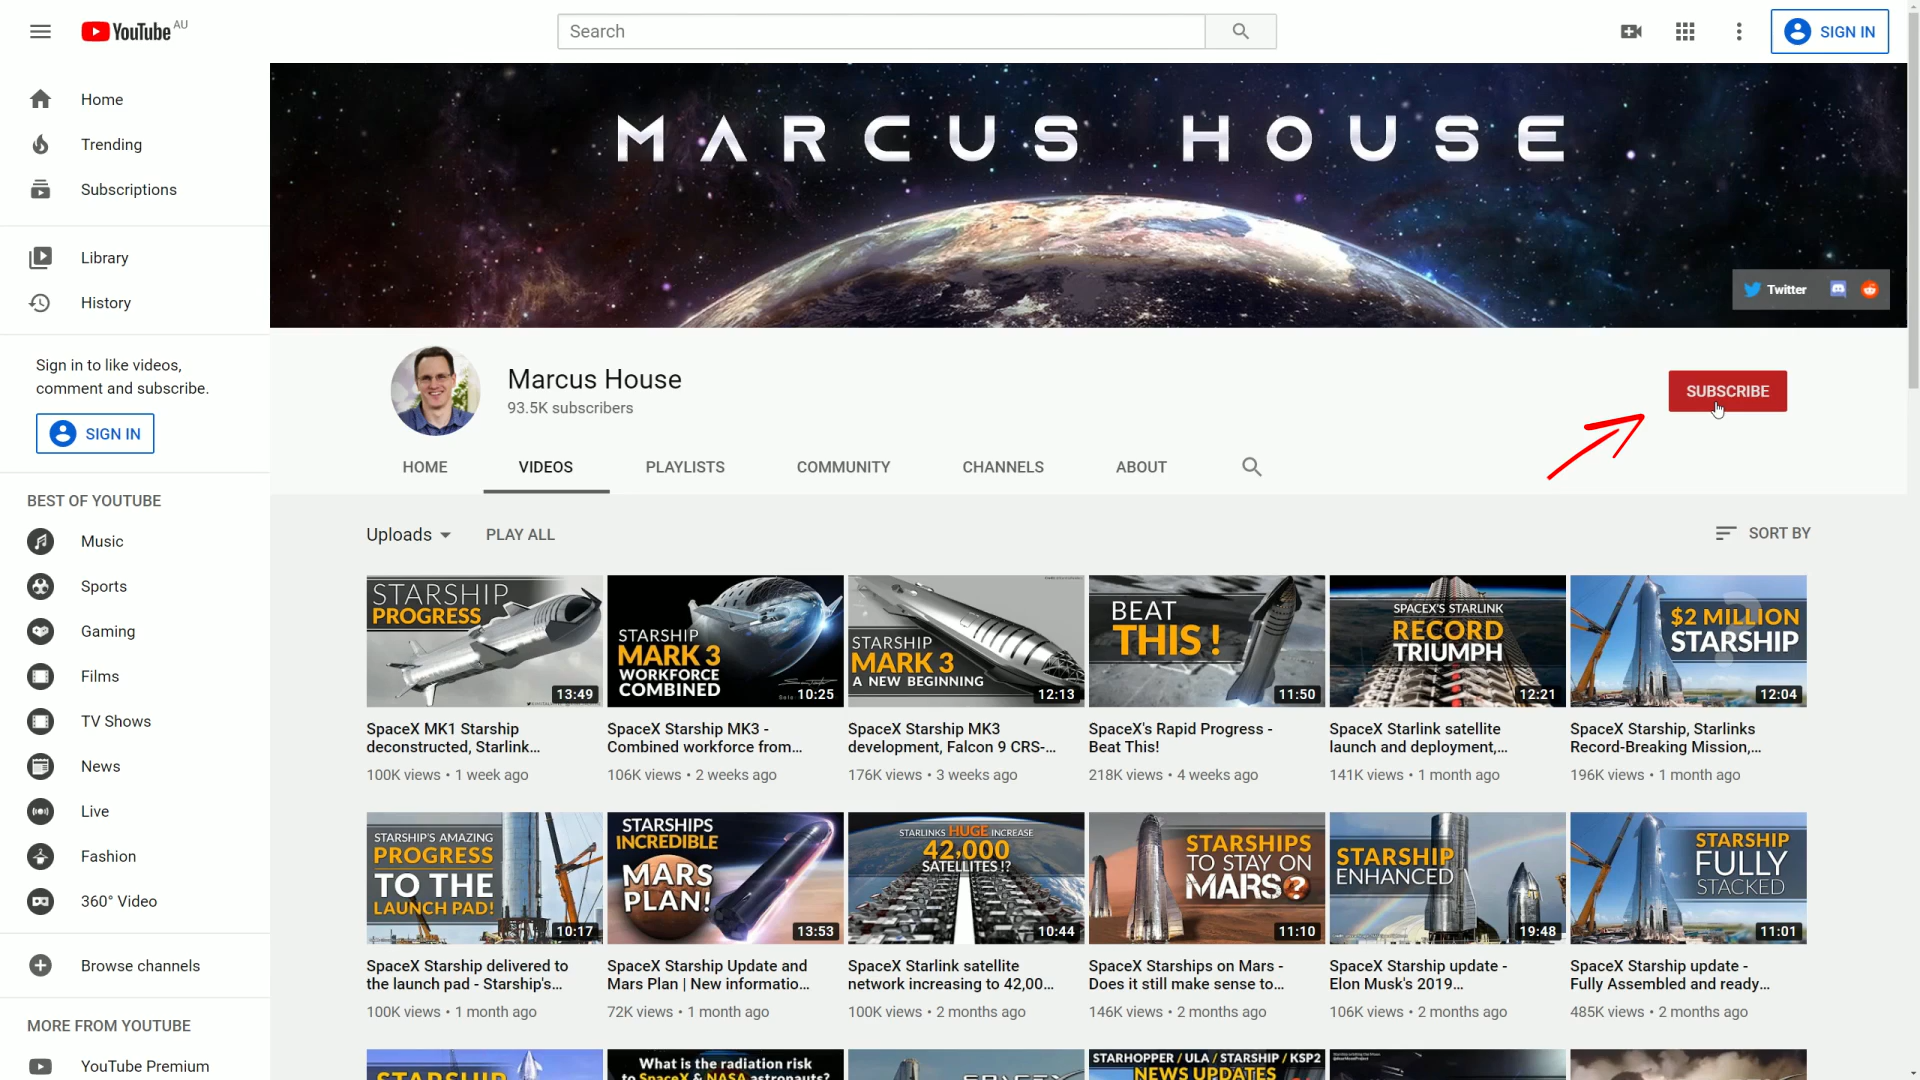 YouTube AU
Search
SIGN IN
Home
Trending
Subscriptions
Library
History
Sign in to like videos,
comment and subscribe.
SIGN IN
BEST OF YOUTUBE
Music
Sports
Gaming
Films
TV Shows
News
Live
Fashion
360° Video
Browse channels
MORE FROM YOUTUBE
YouTube Premium
MARCUS HOUSE
Twitter
Marcus House
93.5K subscribers
SUBSCRIBE
HOME
VIDEOS
PLAYLISTS
COMMUNITY
CHANNELS
ABOUT
Uploads
PLAY ALL
SORT BY
STARSHIP
PROGRESS
13:49
SpaceX MK1 Starship
deconstructed, Starlink...
100K views • 1 week ago
STARSHIP
MARK 3
WORKFORCE
COMBINED
10:25
SpaceX Starship MK3 -
Combined workforce from...
106K views • 2 weeks ago
STARSHIP
MARK 3
A NEW BEGINNING
12:13
SpaceX Starship MK3
development, Falcon 9 CRS-...
176K views • 3 weeks ago
BEAT
THIS!
11:50
SpaceX's Rapid Progress -
Beat This!
218K views • 4 weeks ago
SPACEX'S STARLINK
RECORD
TRIUMPH
12:21
SpaceX Starlink satellite
launch and deployment,...
141K views • 1 month ago
$2 MILLION
STARSHIP
12:04
SpaceX Starship, Starlinks
Record-Breaking Mission,...
196K views • 1 month ago
STARSHIP'S AMAZING
PROGRESS
TO THE
LAUNCH PAD!
10:17
SpaceX Starship delivered to
the launch pad - Starship's...
100K views • 1 month ago
STARSHIPS
INCREDIBLE
MARS
PLAN!
13:53
SpaceX Starship Update and
Mars Plan | New informatio...
72K views • 1 month ago
STARLINKS HUGE INCREASE
42,000
SATELLITES !?
10:44
SpaceX Starlink satellite
network increasing to 42,00...
100K views • 2 months ago
STARSHIPS
TO STAY ON
MARS?
11:10
SpaceX Starships on Mars -
Does it still make sense to...
146K views • 2 months ago
STARSHIP
ENHANCED
19:48
SpaceX Starship update -
Elon Musk's 2019...
106K views • 2 months ago
STARSHIP
FULLY
STACKED
11:01
SpaceX Starship update -
Fully Assembled and ready...
485K views • 2 months ago
STARSHIP
What is the radiation risk
to SpaceX & NASA astronauts?
SPACEX
STARHOPPER / ULA / STARSHIP / KSP2
NEWS UPDATES